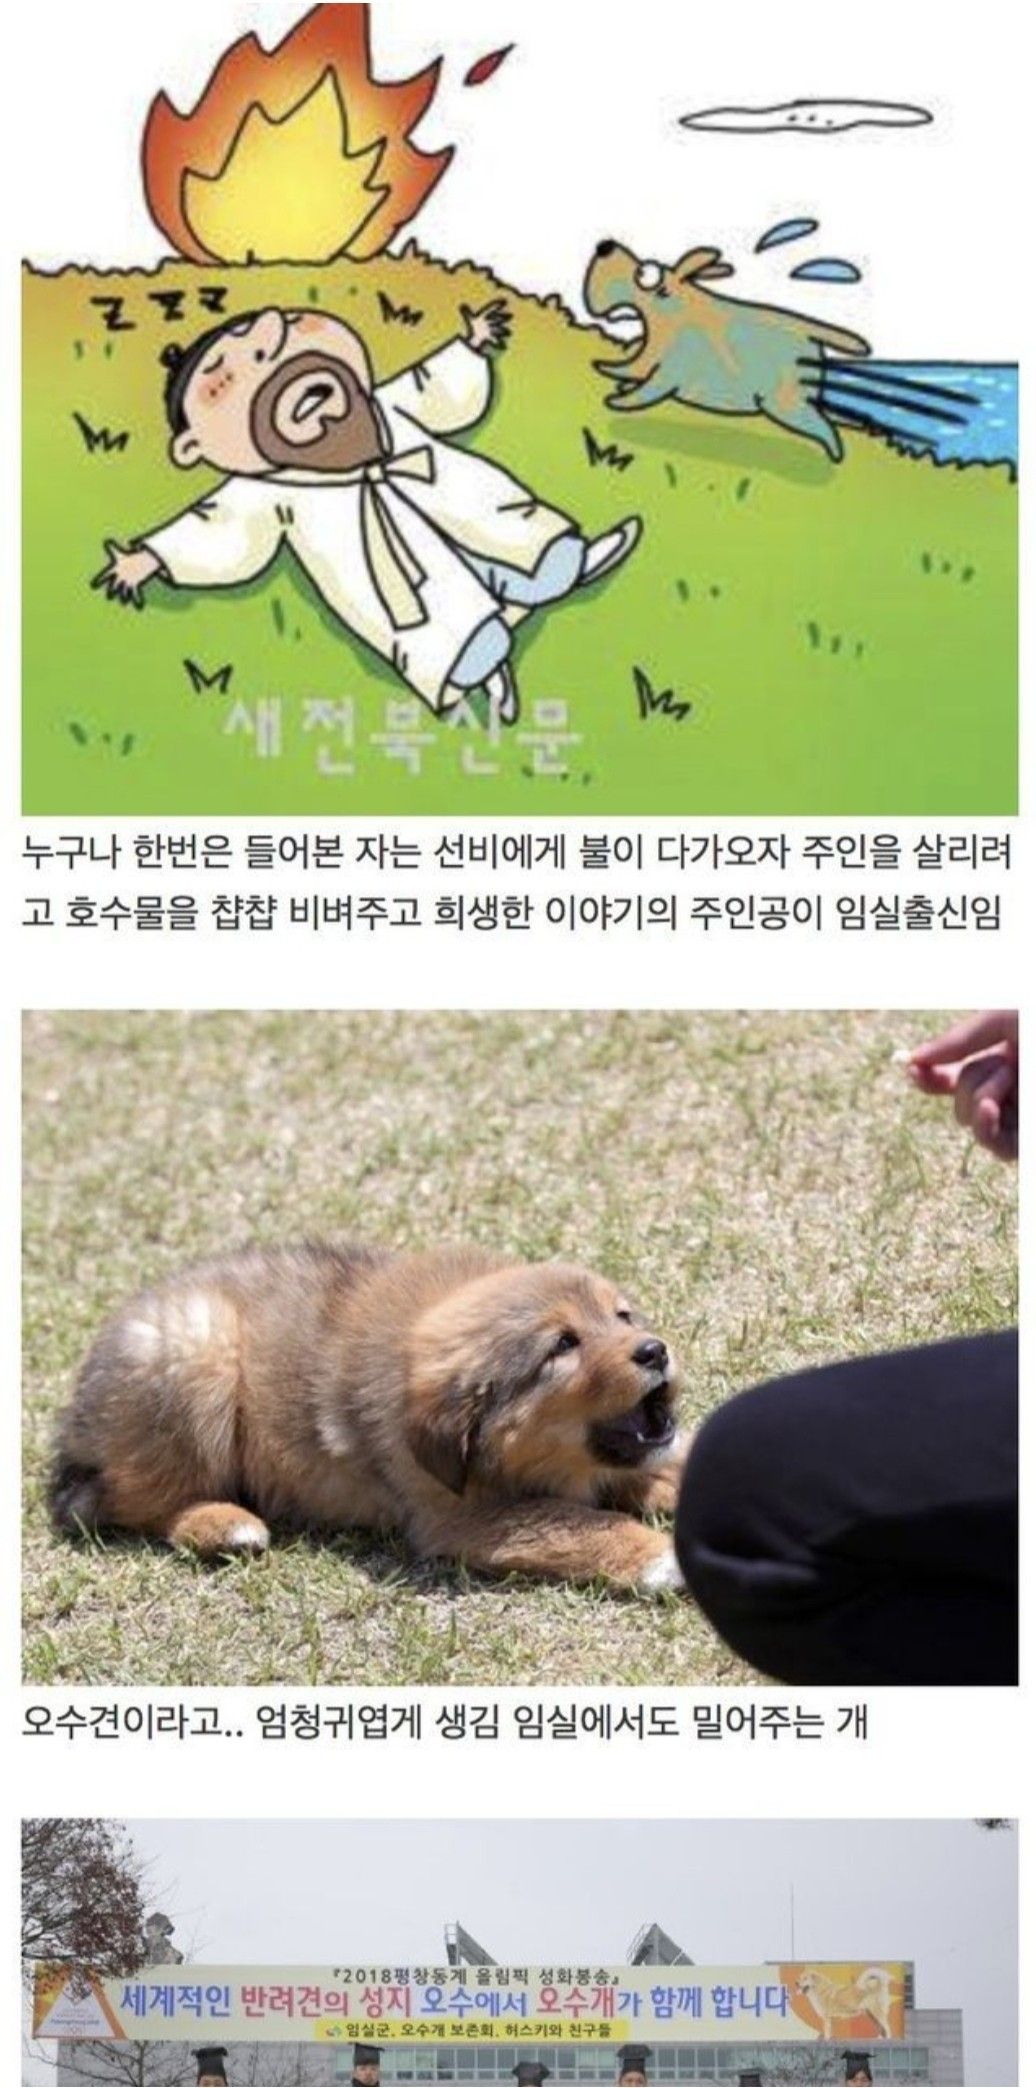 z z z
새전북신문
누구나 한번은 들어본 자는 선비에게 불이 다가오자 주인을 살리려
고 호수물을 챱챱 비벼주고 희생한 이야기의 주인공이 임실출신임
오수견이라고.. 엄청귀엽게 생김 임실에서도 밀어주는 개
『2018평창동계 올림픽 성화봉송』
세계적인 반려견의 성지 오수에서 오수개가 함께 합니다
임실군, 오수개 보존회, 허스키와 친구들